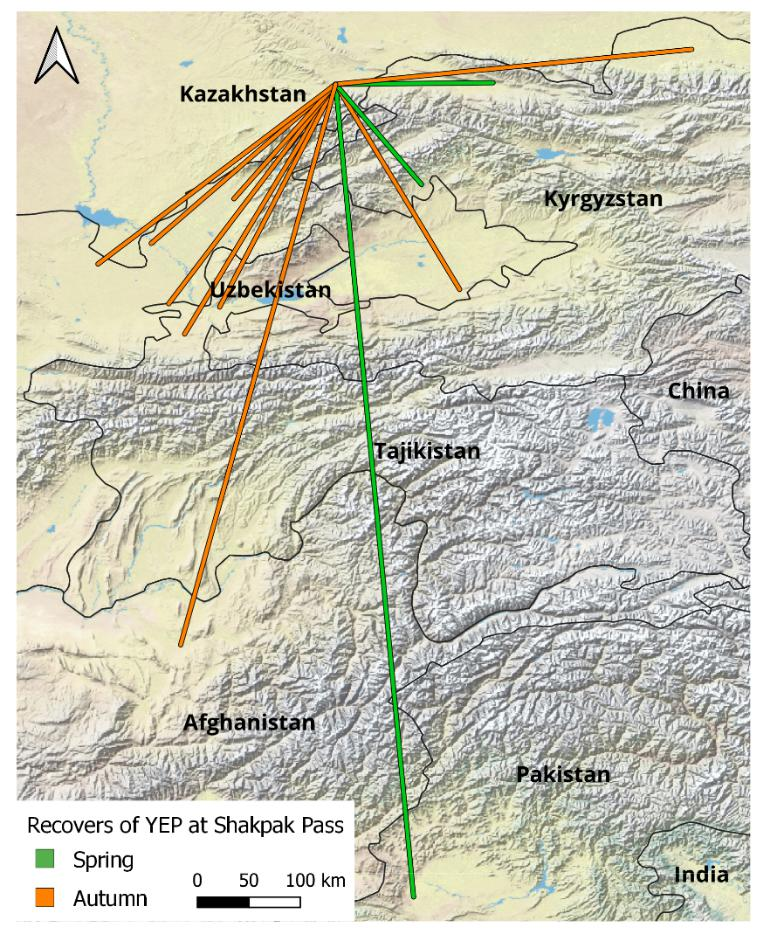 Kazakhstan
Kyrgyzstan
Uzbekistan
China
Tajikistan
Afghanistan
Pakistan
India
Recovers of YEP at Shakpak Pass
Spring
Autumn
0 50 100 km